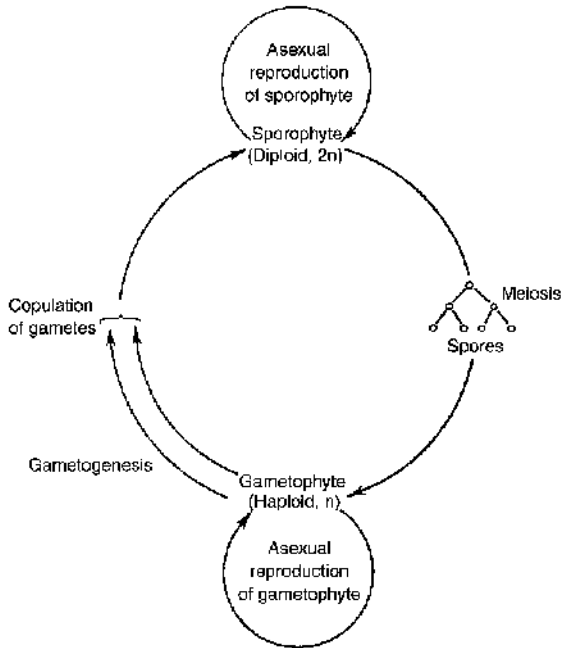 Asexual
reproduction
of sporophyte
Sporophyte
(Diploid, 2n)
Meiosis
Spores
Copulation
of gametes
Gametogenesis
Gametophyte
(Haploid, n)
Asexual
reproduction
of gametophyte